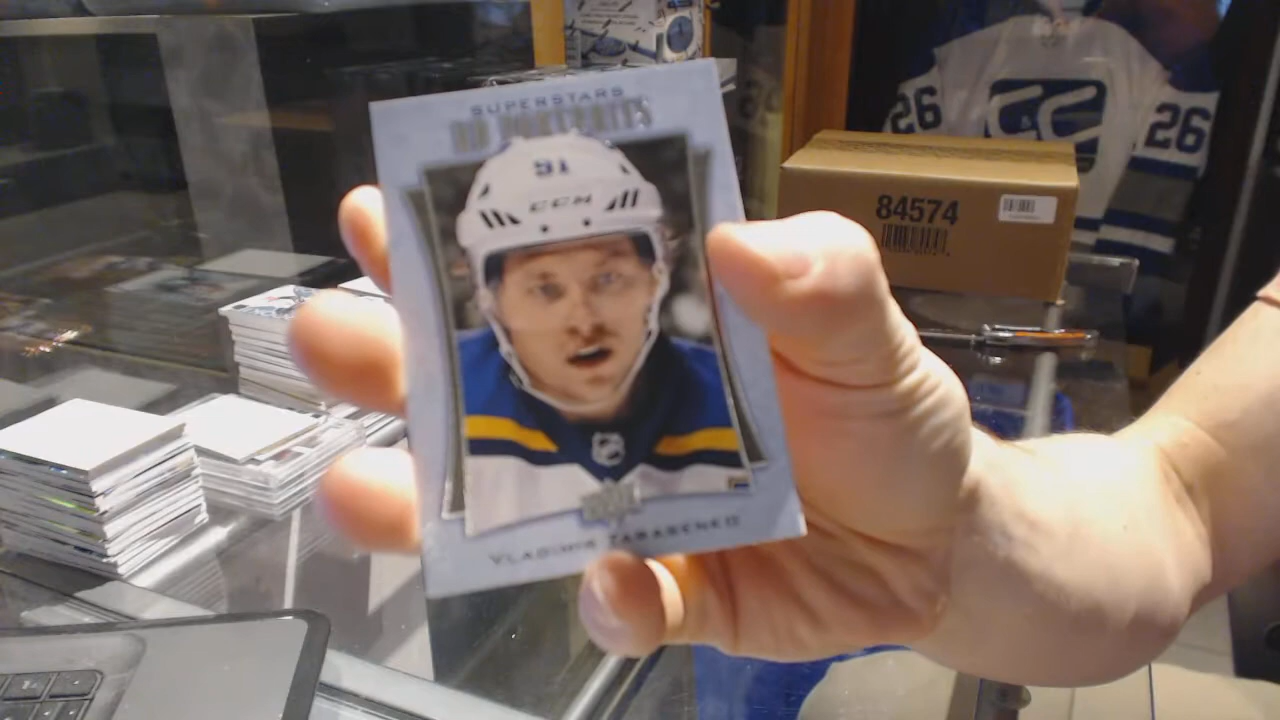 SUPERSTARS
UD PORTRAITS
91
CCM
VLADIMIR TARASENKO
84574
26
26